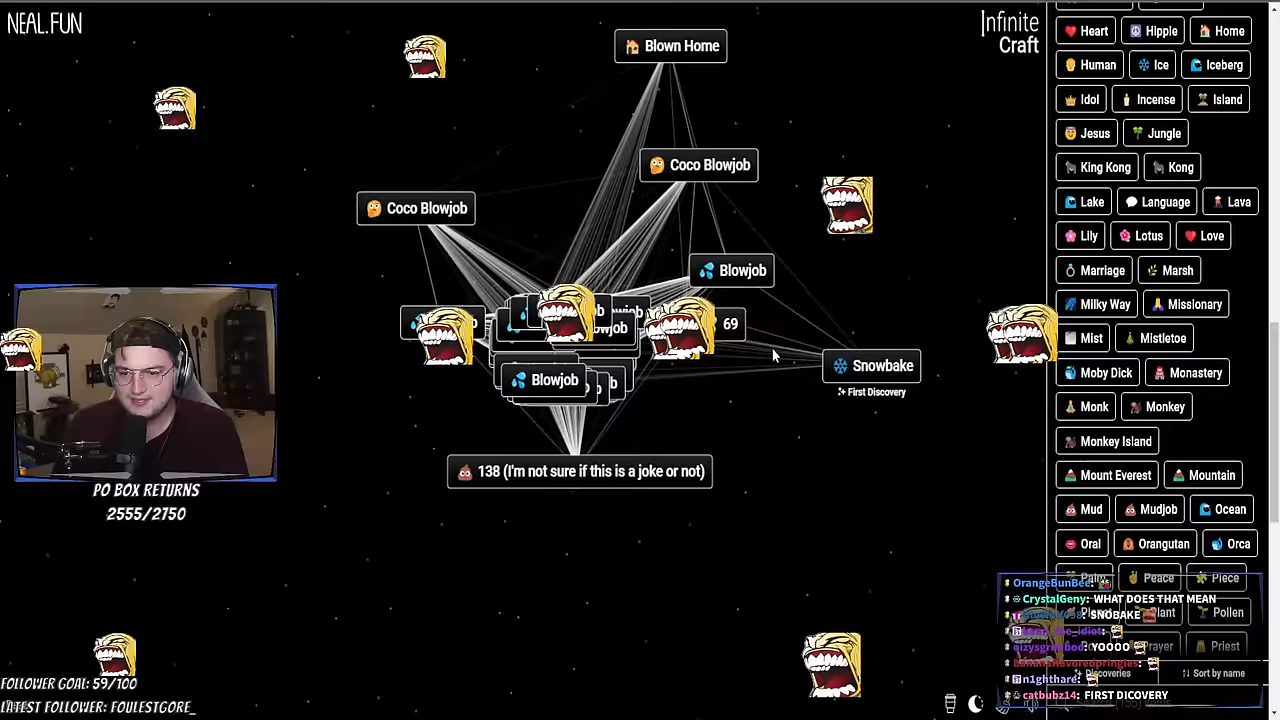 NEAL.FUN
Infinite
Craft
Blown Home
Coco Blowjob
Coco Blowjob
Blowjob
69
Snowbake
First Discovery
Blowjob
138 (I'm not sure if this is a joke or not)
PO BOX RETURNS
2555/2750
FOLLOWER GOAL: 59/100
LATEST FOLLOWER: FOULESTGORE_
Heart Hippie Home
Human Ice Iceberg
Idol Incense Island
Jesus Jungle
King Kong Kong
Lake Language Lava
Lily Lotus Love
Marriage Marsh
Milky Way Missionary
Mist Mistletoe
Moby Dick Monastery
Monk Monkey
Monkey Island
Mount Everest Mountain
Mud Mudjob Ocean
Oral Orangutan Orca
Peace Piece
Plant Pollen
Prayer Priest
Discoveries Sort by name
OrangeBunBee:
CrystalGeny: WHAT DOES THAT MEAN
SNOBAKE
YOOOO
n1ghthare:
catbubz14: FIRST DICOVERY